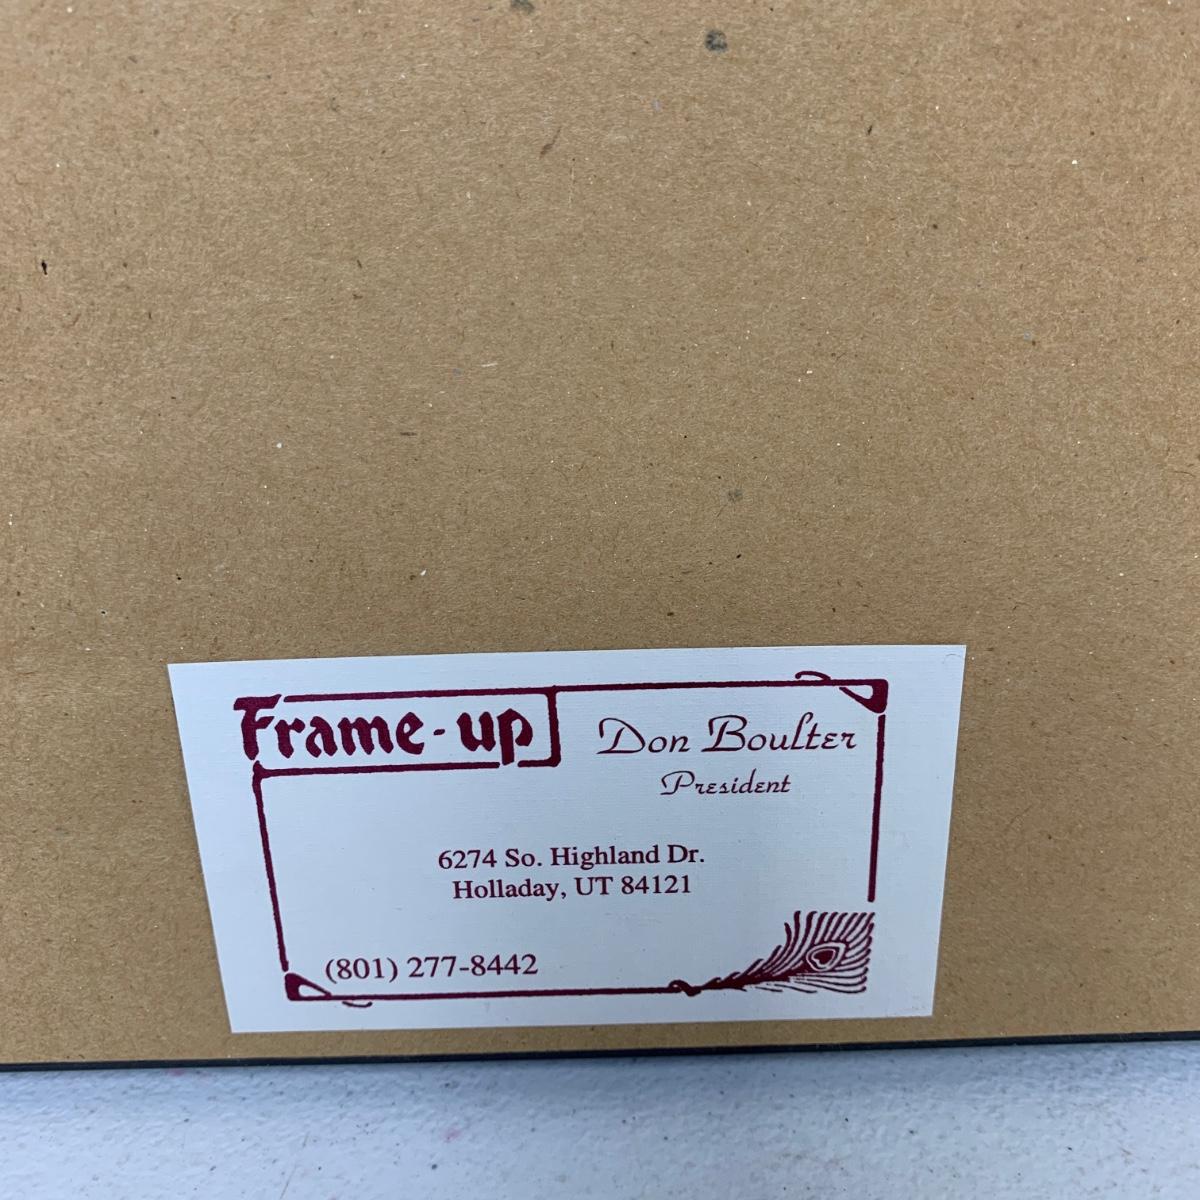 Frame-up
Don Boulter
President
6274 So. Highland Dr.
Holladay, UT 84121
(801) 277-8442